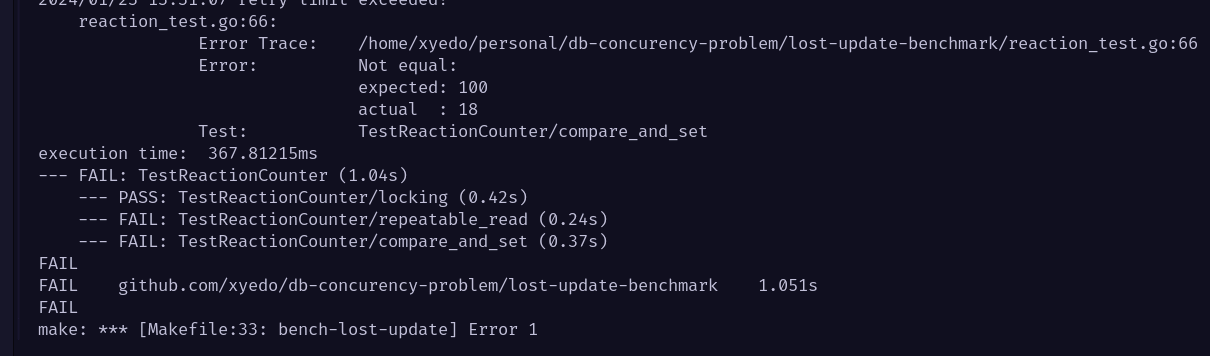 2024/01/25 15:51:07 retry limit exceeded!
reaction_test.go:66:
Error Trace: /home/xyedo/personal/db-concurency-problem/lost-update-benchmark/reaction_test.go:66
Error: Not equal:
expected: 100
actual  : 18
Test: TestReactionCounter/compare_and_set
execution time:  367.81215ms
--- FAIL: TestReactionCounter (1.04s)
--- PASS: TestReactionCounter/locking (0.42s)
--- FAIL: TestReactionCounter/repeatable_read (0.24s)
--- FAIL: TestReactionCounter/compare_and_set (0.37s)
FAIL
FAIL github.com/xyedo/db-concurency-problem/lost-update-benchmark 1.051s
FAIL
make: *** [Makefile:33: bench-lost-update] Error 1